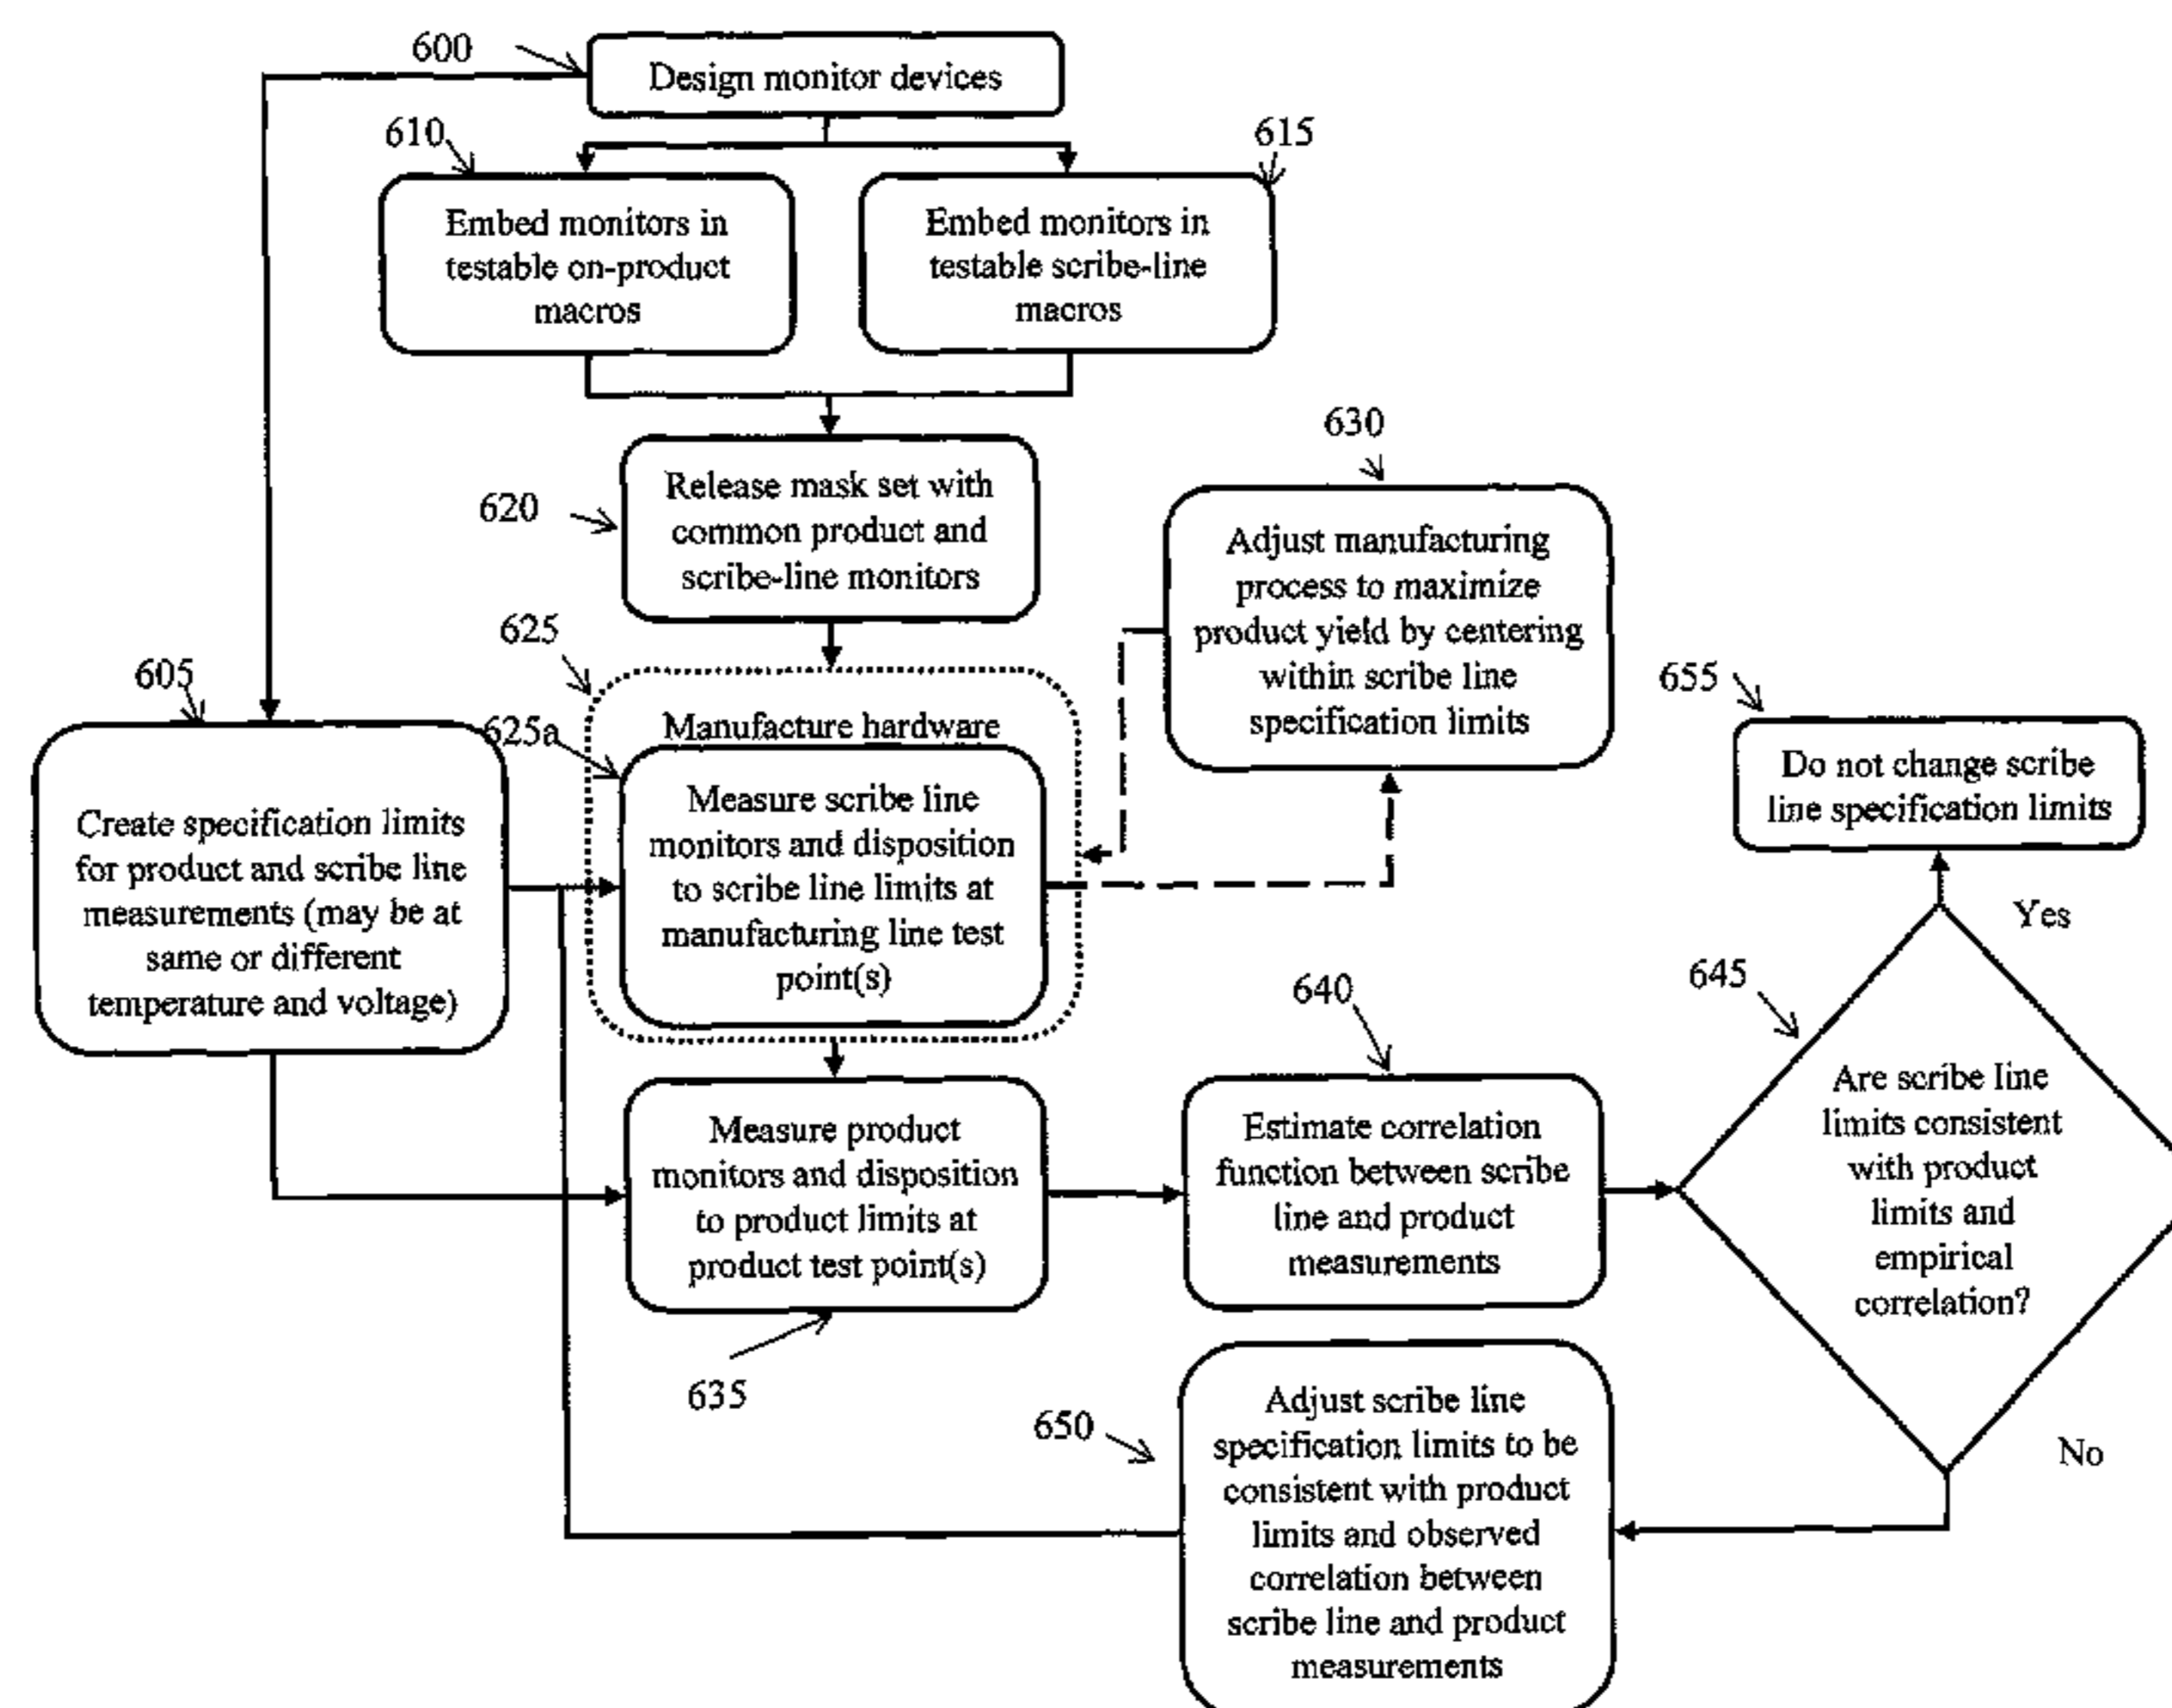 600
Design monitor devices
610
615
Embed monitors in
testable on-product
macros
Embed monitors in
testable scribe-line
macros
630
620
Release mask set with
common product and
scribe-line monitors
Adjust manufacturing
process to maximize
product yield by centering
within scribe line
specification limits
625
605
655
625a
Manufacture hardware
Do not change scribe
line specification limits
Create specification limits
for product and scribe line
measurements (may be at
same or different
temperature and voltage)
Measure scribe line
monitors and disposition
to scribe line limits at
manufacturing line test
point(s)
Yes
640
645
Measure product
monitors and disposition
to product limits at
product test point(s)
Estimate correlation
function between scribe
line and product
measurements
Are scribe line
limits consistent
with product
limits and
empirical
correlation?
635
650
Adjust scribe line
specification limits to be
consistent with product
limits and observed
correlation between
scribe line and product
measurements
No